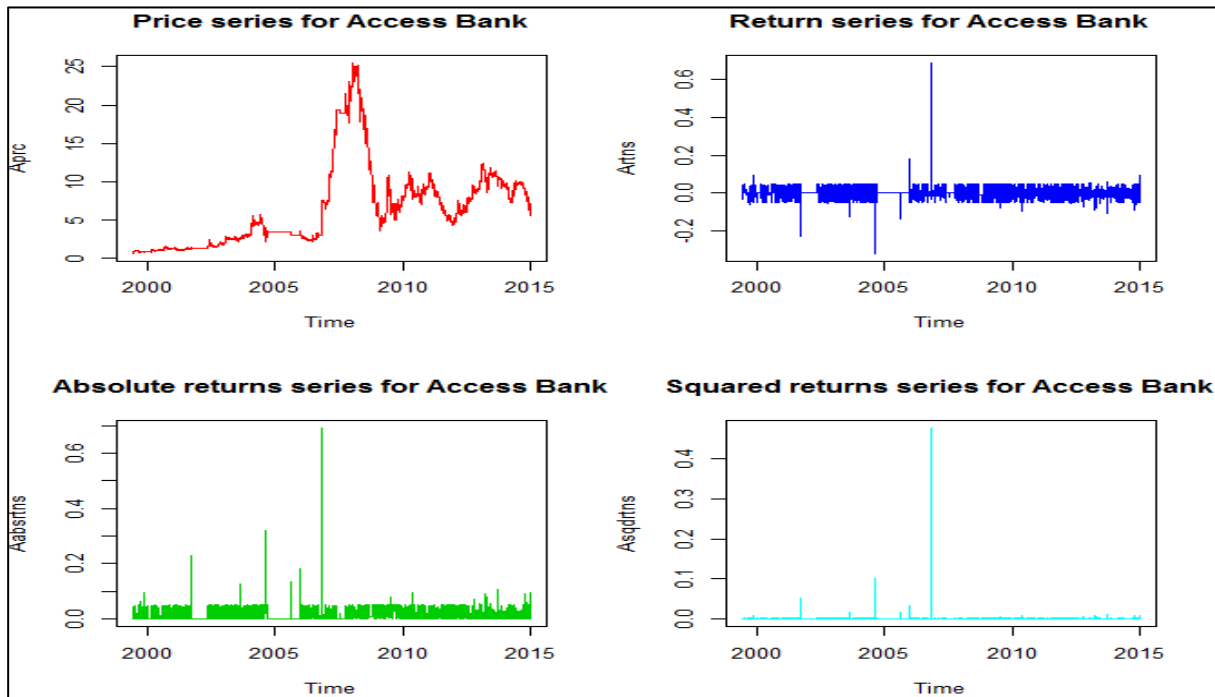 Price series for Access Bank
Aprc
25
20
15
10
5
0
2000 2005 2010 2015
Time
Return series for Access Bank
Artns
0.6
0.4
0.2
0.0
-0.2
2000 2005 2010 2015
Time
Absolute returns series for Access Bank
Aabsrtns
0.6
0.4
0.2
0.0
2000 2005 2010 2015
Time
Squared returns series for Access Bank
Asqdrtns
0.4
0.3
0.2
0.1
0.0
2000 2005 2010 2015
Time